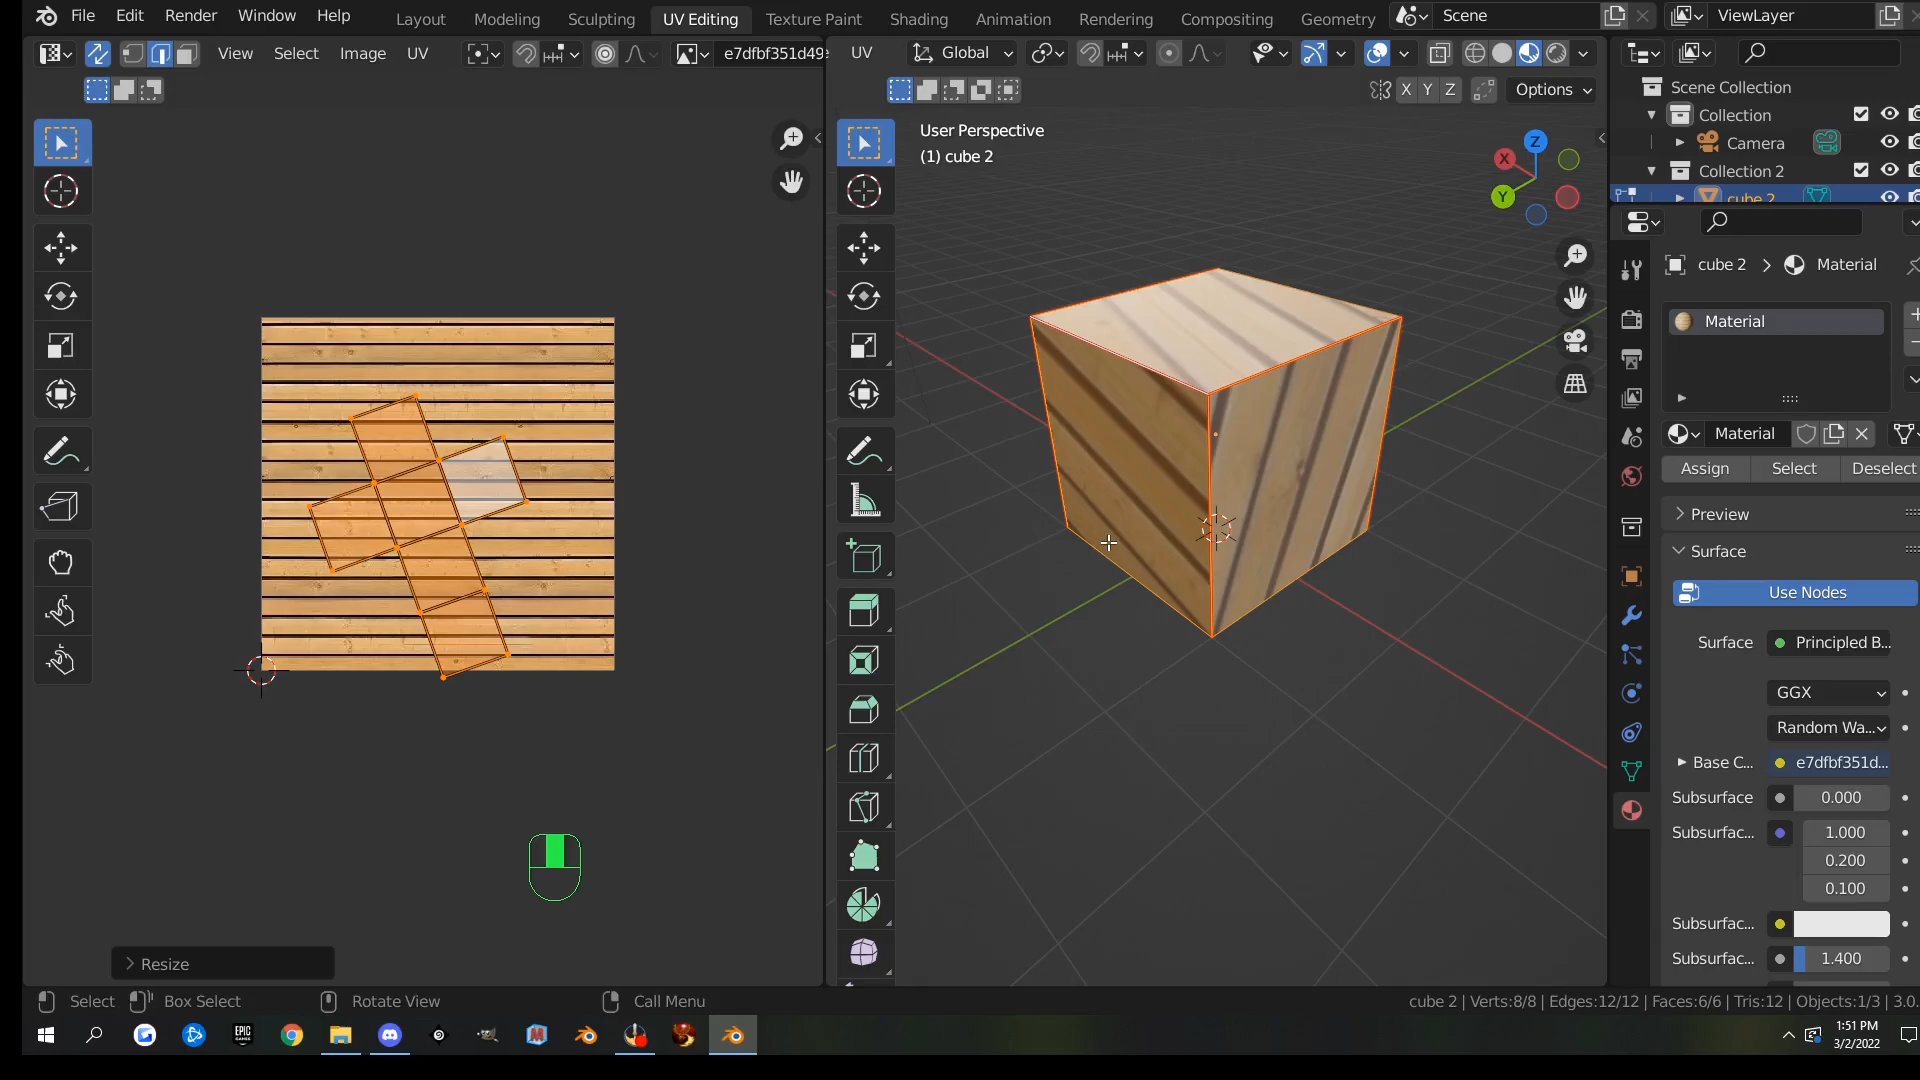 File Edit Render Window Help Layout Modeling Sculpting UV Editing Texture Paint Shading Animation Rendering Compositing Geometry Scene ViewLayer
View Select Image UV e7dfbf351d49e UV Global
X Y Z Options
Scene Collection
Collection
Camera
Collection 2
cube 2
User Perspective
(1) cube 2
Z
X
Y
cube 2 > Material
Material
Material
Assign Select Deselect
Preview
Surface
Use Nodes
Surface Principled B...
GGX
Random Wa...
Base C... e7dfbf351d...
Subsurface 0.000
Subsurfac... 1.000
0.200
0.100
Subsurfac...
Subsurfac... 1.400
Resize
Select Box Select Rotate View Call Menu cube 2 | Verts:8/8 | Edges:12/12 | Faces:6/6 | Tris:12 | Objects:1/3 | 3.0.
EPIC GAMES
1:51 PM
3/2/2022